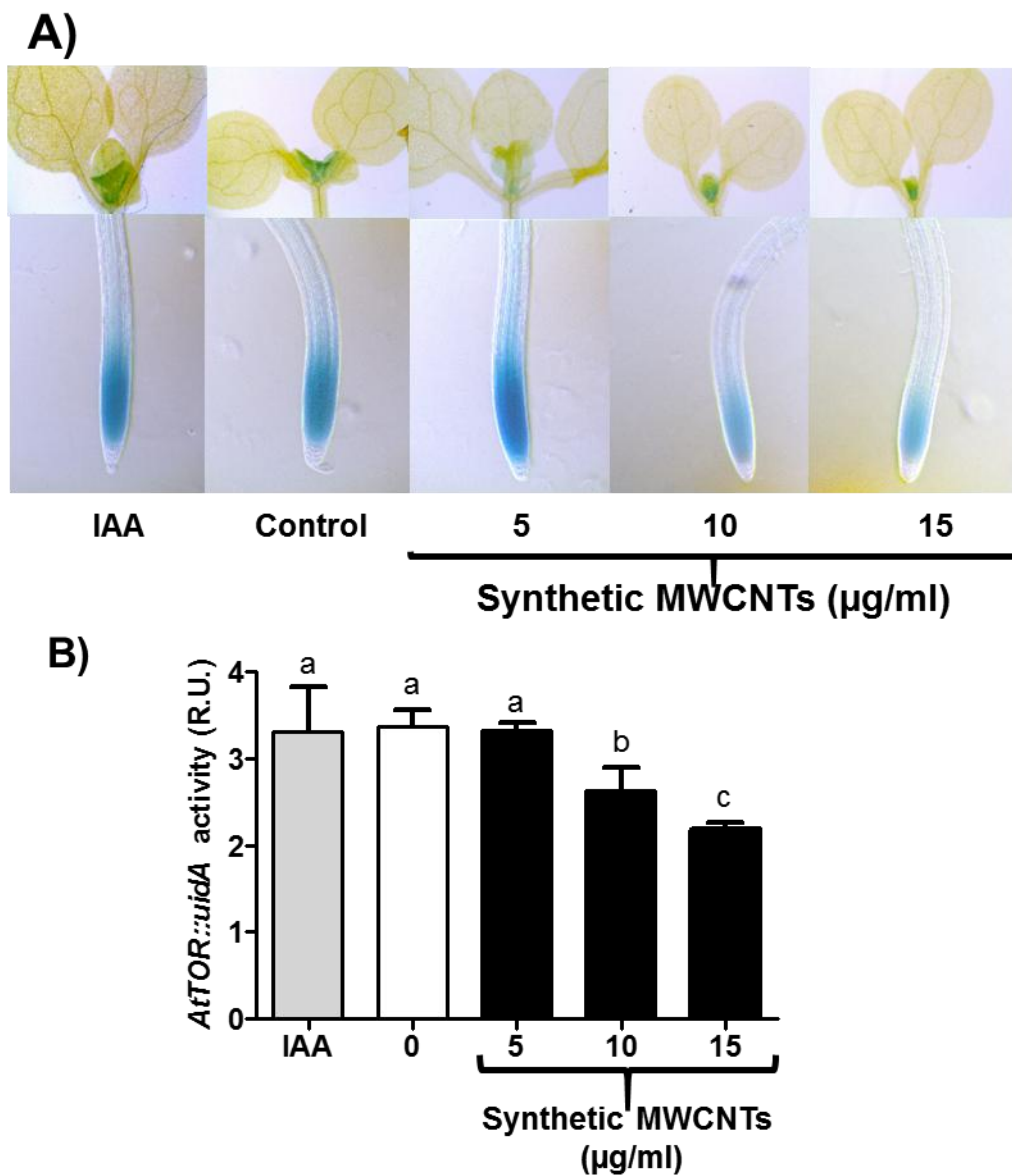 A)
IAA Control 5 10 15
Synthetic MWCNTs (µg/ml)
B)
AtTOR::uidA activity (R.U.)
4
3
2
1
0
a a a b c
IAA 0 5 10 15
Synthetic MWCNTs
(µg/ml)